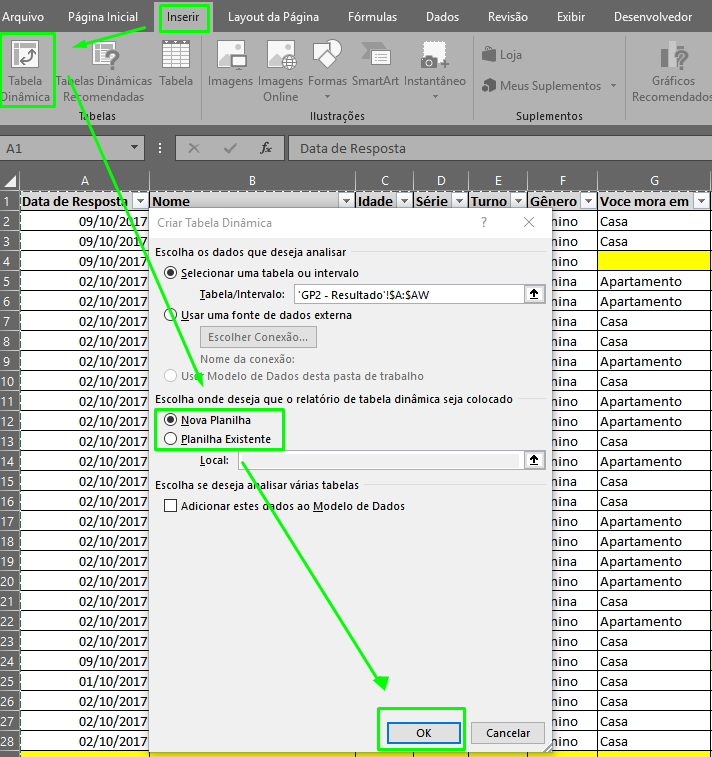 Arquivo Página Inicial Inserir Layout da Página Fórmulas Dados Revisão Exibir Desenvolvedor
Tabela Dinâmica
Tabelas Dinâmicas Recomendadas
Tabela
Imagens
Imagens Online
Formas
SmartArt
Instantâneo
Loja
Meus Suplementos
Gráficos Recomendados
Tabelas Ilustrações Suplementos
A1 fx Data de Resposta
A B C D E F G
1 Data de Resposta Nome Idade Série Turno Gênero Voce mora em
2 09/10/2017 nino Casa
3 09/10/2017 nino Casa
4 09/10/2017 nino
5 02/10/2017 nina Apartamento
6 02/10/2017 nina Apartamento
7 02/10/2017 nina Casa
8 02/10/2017 nina Casa
9 02/10/2017 nina Apartamento
10 02/10/2017 nino Casa
11 02/10/2017 nino Apartamento
12 02/10/2017 nino Apartamento
13 02/10/2017 nino Casa
14 02/10/2017 nino Apartamento
15 02/10/2017 nina Casa
16 02/10/2017 nina Casa
17 02/10/2017 nino Apartamento
18 02/10/2017 nino Apartamento
19 02/10/2017 nina Apartamento
20 02/10/2017 nino Apartamento
21 02/10/2017 nina Casa
22 02/10/2017 nino Apartamento
23 02/10/2017 nino Casa
24 09/10/2017 nino Casa
25 01/10/2017 nino Casa
26 02/10/2017 nino Casa
27 02/10/2017 nino Casa
28 02/10/2017 nino Casa
Criar Tabela Dinâmica ? ×
Escolha os dados que deseja analisar
Selecionar uma tabela ou intervalo
Tabela/Intervalo: 'GP2 - Resultado'!$A:$AW
Usar uma fonte de dados externa
Escolher Conexão...
Nome da conexão:
Usar Modelo de Dados desta pasta de trabalho
Escolha onde deseja que o relatório de tabela dinâmica seja colocado
Nova Planilha
Planilha Existente
Local:
Escolha se deseja analisar várias tabelas
Adicionar estes dados ao Modelo de Dados
OK Cancelar